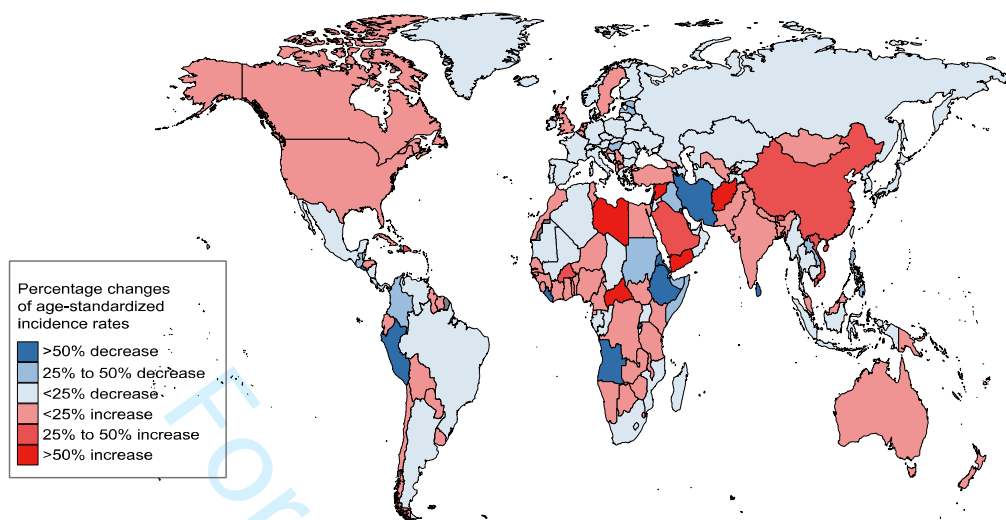 Percentage changes
of age-standardized
incidence rates
>50% decrease
25% to 50% decrease
<25% decrease
<25% increase
25% to 50% increase
>50% increase
For